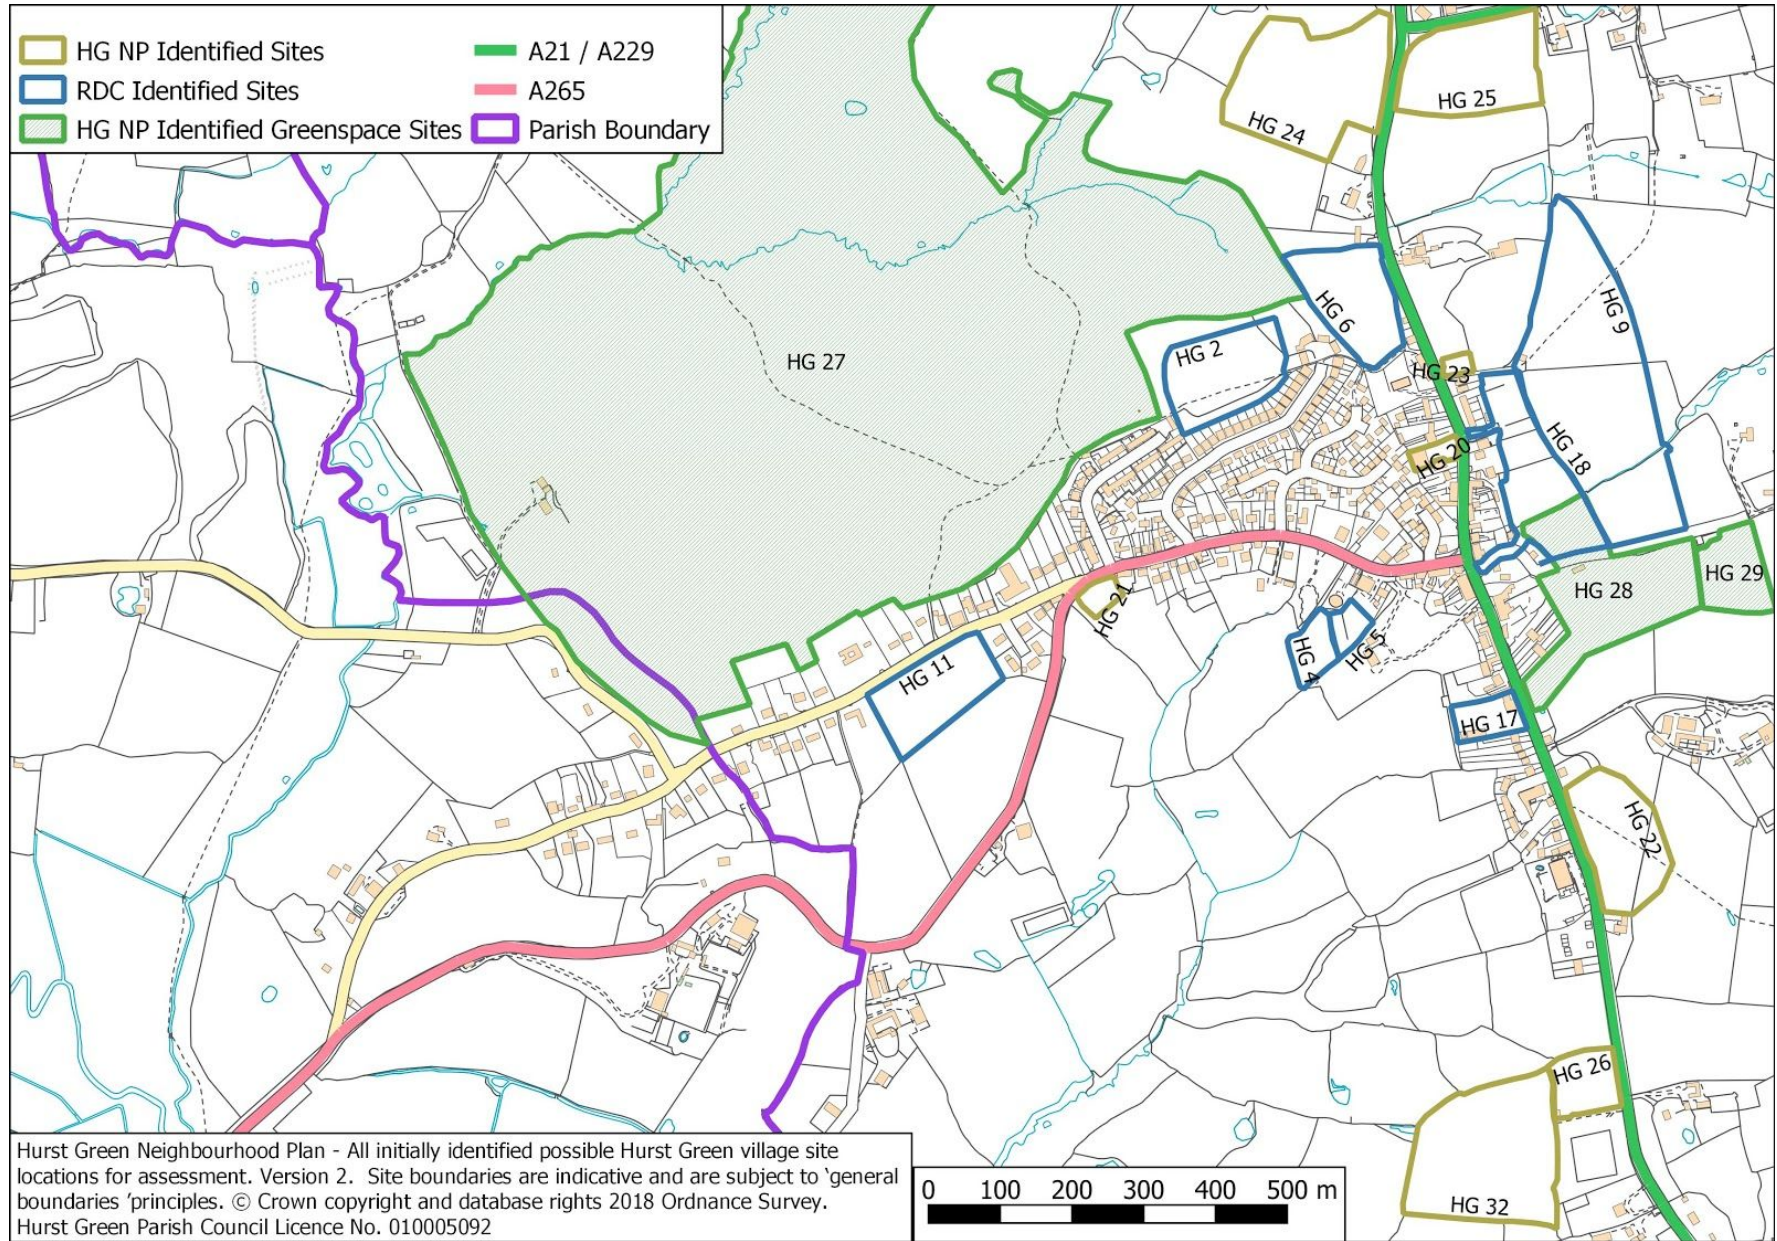 HG NP Identified Sites
RDC Identified Sites
HG NP Identified Greenspace Sites
A21 / A229
A265
Parish Boundary
HG 24
HG 25
HG 6
HG 9
HG 2
HG 27
HG 23
HG 20
HG 18
HG 28
HG 29
HG 21
HG 11
HG 4
HG 5
HG 17
HG 22
HG 26
HG 32
Hurst Green Neighbourhood Plan - All initially identified possible Hurst Green village site
locations for assessment. Version 2. Site boundaries are indicative and are subject to ‘general
boundaries ’principles. © Crown copyright and database rights 2018 Ordnance Survey.
Hurst Green Parish Council Licence No. 010005092
0 100 200 300 400 500 m